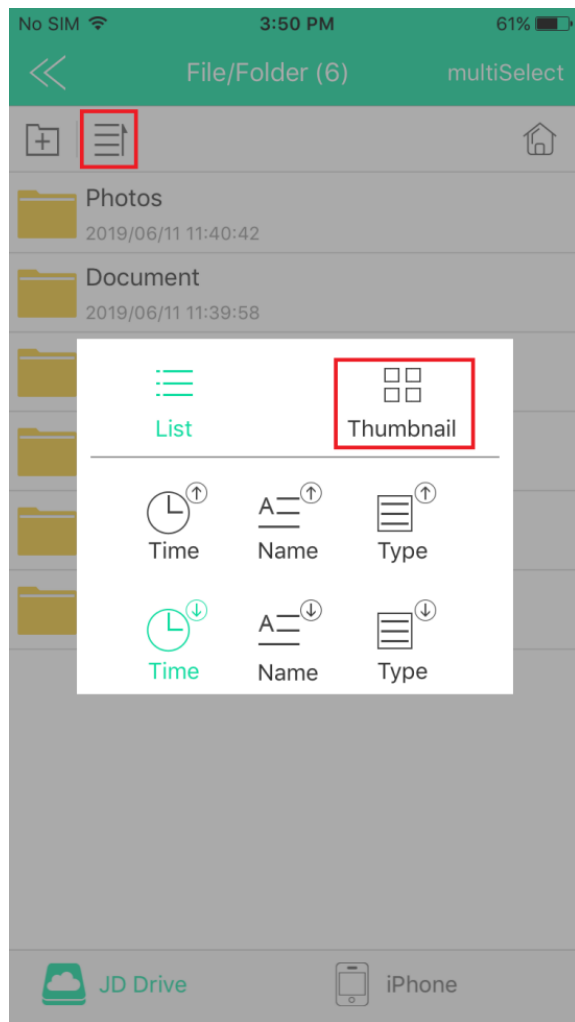 No SIM 3:50 PM 61%
File/Folder (6) multiSelect
Photos
2019/06/11 11:40:42
Document
2019/06/11 11:39:58
List Thumbnail
Time Name Type
Time Name Type
JD Drive iPhone